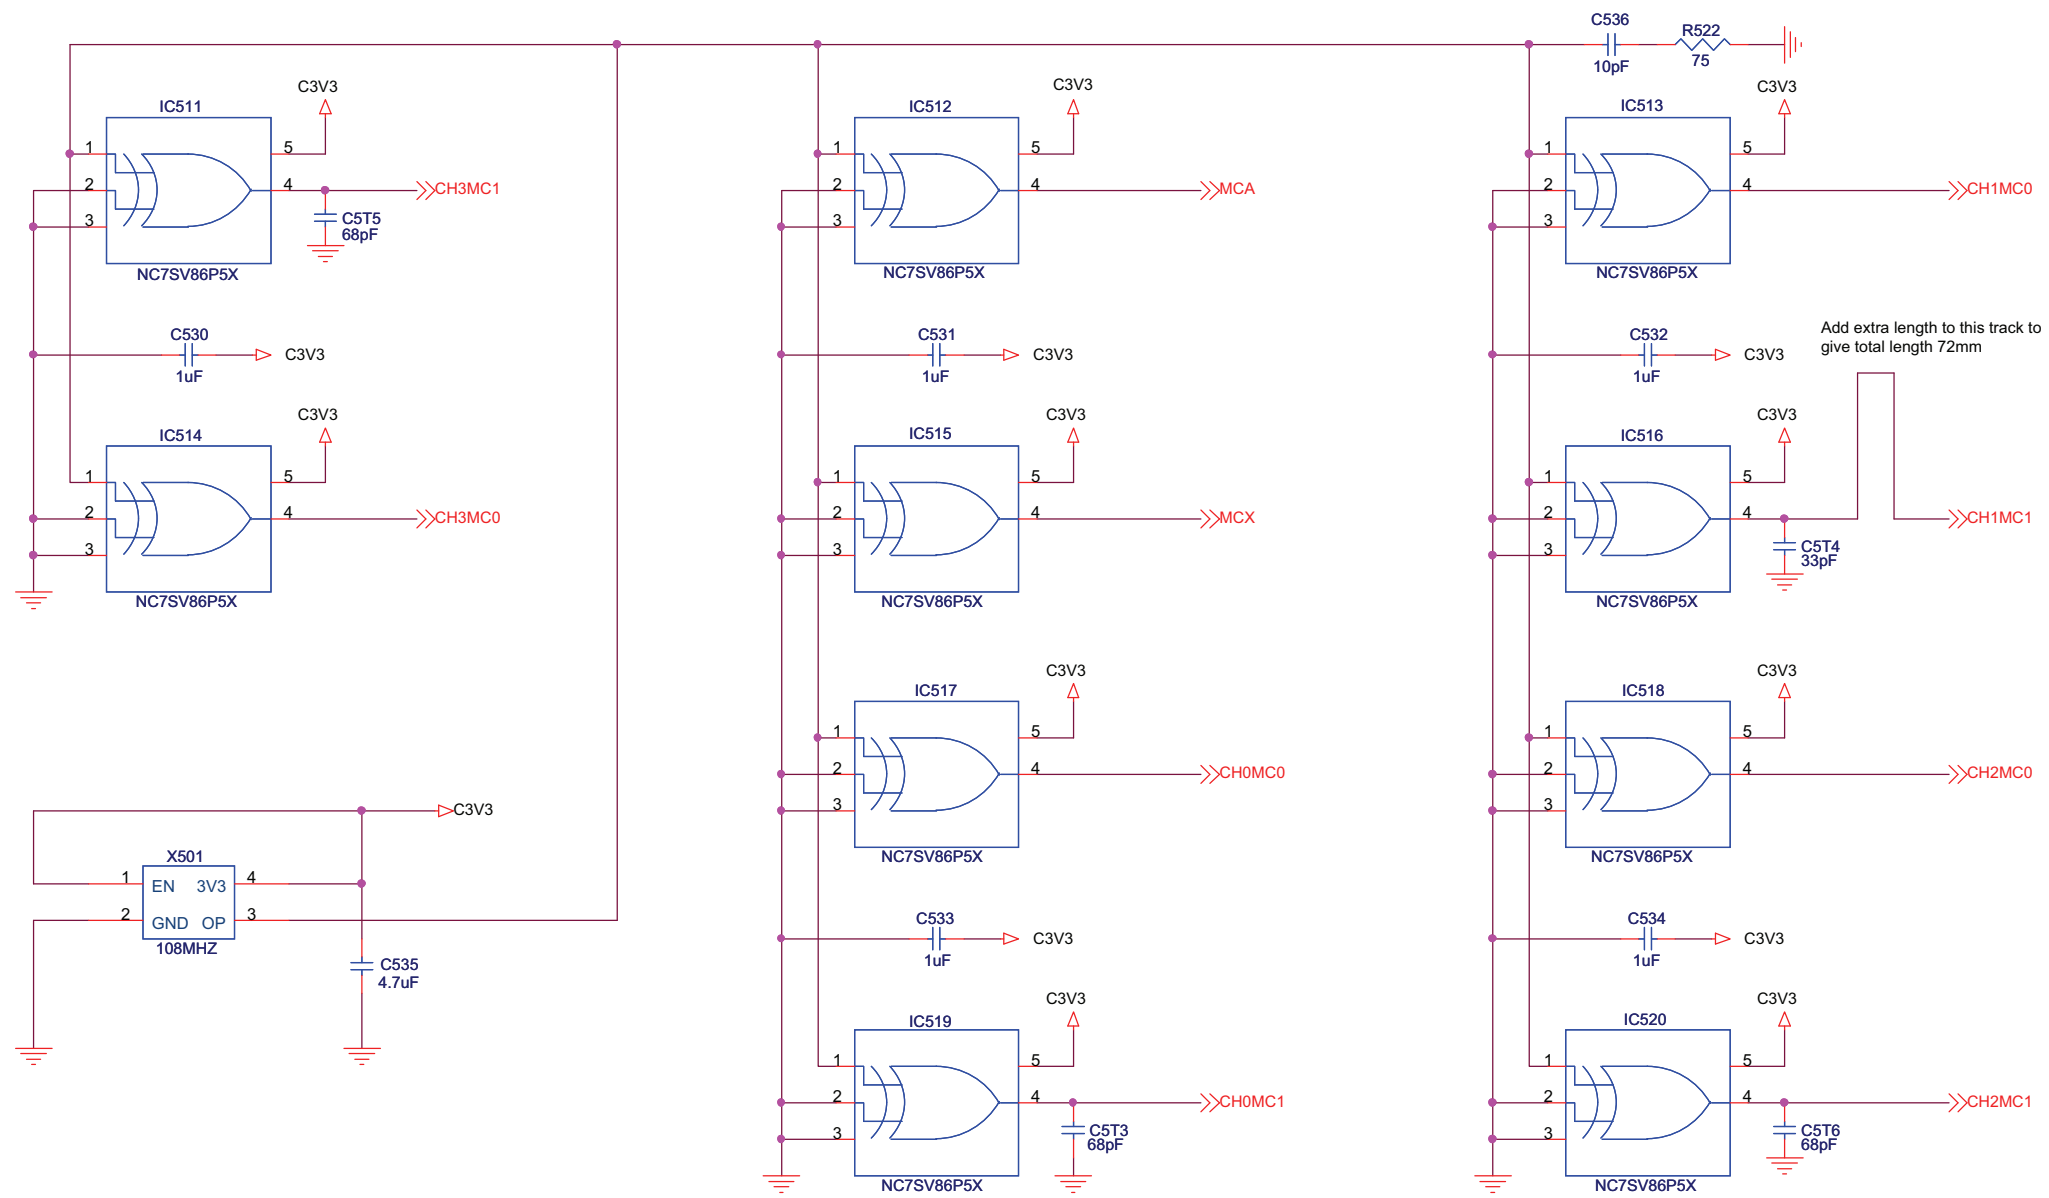 C536
R522
10pF
75
IC511
C3V3
1
5
2
4
CH3MC1
3
C5T5
68pF
NC7SV86P5X
IC512
C3V3
1
5
2
4
MCA
3
NC7SV86P5X
IC513
C3V3
1
5
2
4
CH1MC0
3
NC7SV86P5X
C530
C3V3
1uF
C531
C3V3
1uF
C532
C3V3
1uF
Add extra length to this track to
give total length 72mm
IC514
C3V3
1
5
2
4
CH3MC0
3
NC7SV86P5X
IC515
C3V3
1
5
2
4
MCX
3
NC7SV86P5X
IC516
C3V3
1
5
2
4
CH1MC1
3
C5T4
33pF
NC7SV86P5X
IC517
C3V3
1
5
2
4
CH0MC0
3
NC7SV86P5X
IC518
C3V3
1
5
2
4
CH2MC0
3
NC7SV86P5X
C3V3
X501
1
EN
3V3
4
2
GND
OP
3
108MHZ
C535
4.7uF
C533
C3V3
1uF
C534
C3V3
1uF
IC519
C3V3
1
5
2
4
CH0MC1
3
C5T3
68pF
NC7SV86P5X
IC520
C3V3
1
5
2
4
CH2MC1
3
C5T6
68pF
NC7SV86P5X